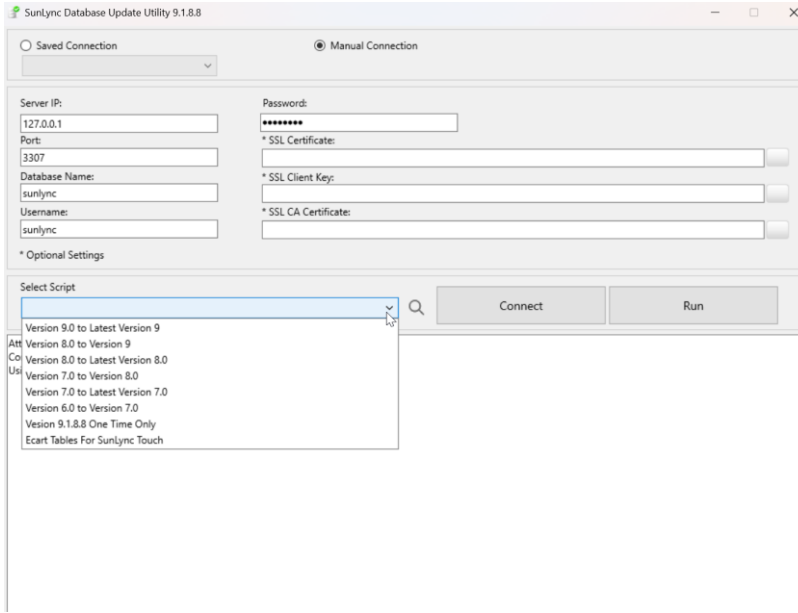 SunLync Database Update Utility 9.1.8.8
Saved Connection
Manual Connection
Server IP:
Password:
127.0.0.1
••••••••
Port:
* SSL Certificate:
3307
Database Name:
* SSL Client Key:
sunlync
Username:
* SSL CA Certificate:
sunlync
* Optional Settings
Select Script
Connect
Run
Version 9.0 to Latest Version 9
Version 8.0 to Version 9
Version 8.0 to Latest Version 8.0
Version 7.0 to Version 8.0
Version 7.0 to Latest Version 7.0
Version 6.0 to Version 7.0
Vesion 9.1.8.8 One Time Only
Ecart Tables For SunLync Touch
Att
Co
Usi